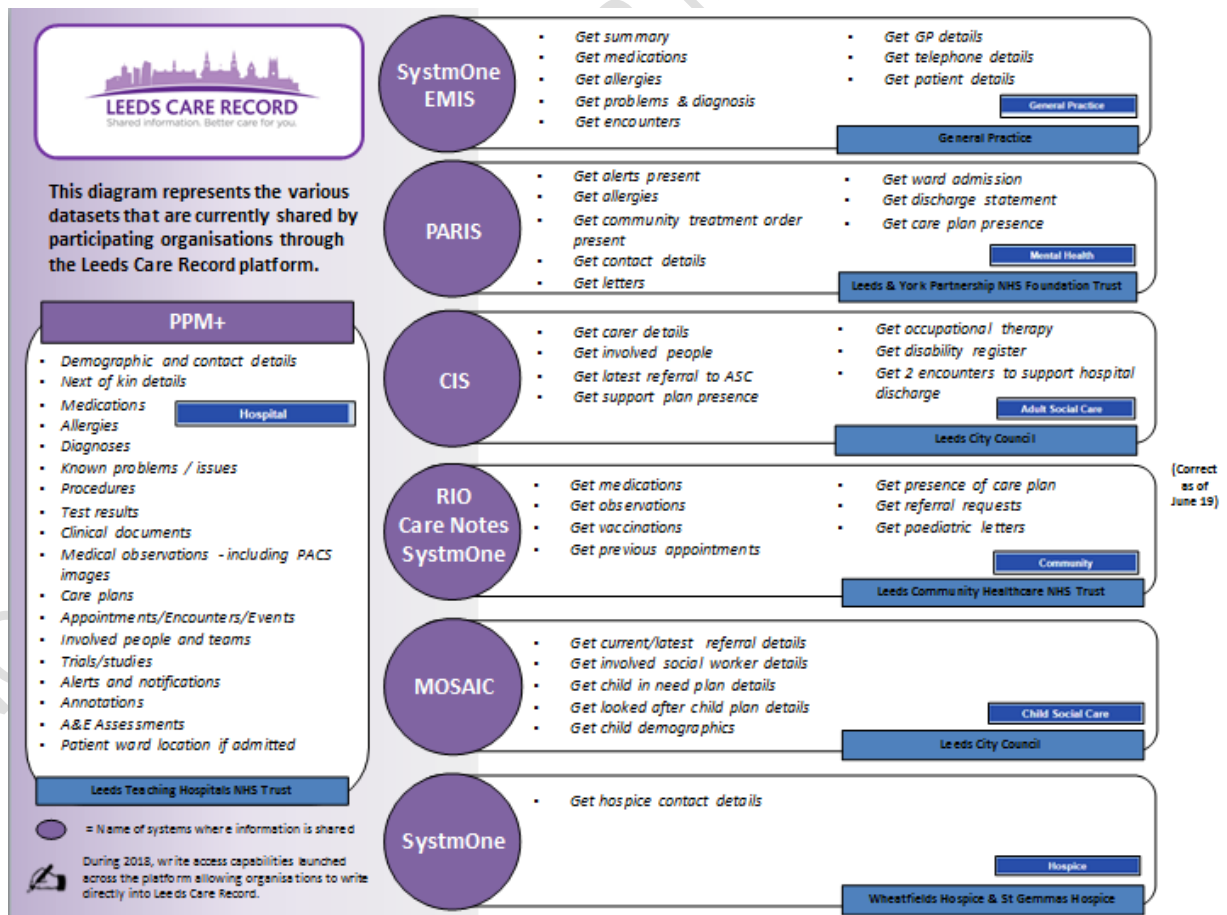 LEEDS CARE RECORD
Shared information. Better care for you.
This diagram represents the various
datasets that are currently shared by
participating organisations through
the Leeds Care Record platform.
PPM+
▪ Demographic and contact details
▪ Next of kin details
▪ Medications
▪ Allergies
▪ Diagnoses
▪ Known problems / issues
▪ Procedures
▪ Test results
▪ Clinical documents
▪ Medical observations - including PACS
images
▪ Care plans
▪ Appointments/Encounters/Events
▪ Involved people and teams
▪ Trials/studies
▪ Alerts and notifications
▪ Annotations
▪ A&E Assessments
▪ Patient ward location if admitted
Hospital
Leeds Teaching Hospitals NHS Trust
= Name of systems where information is shared
During 2018, write access capabilities launched
across the platform allowing organisations to write
directly into Leeds Care Record.
SystmOne
EMIS
▪ Get summary
▪ Get medications
▪ Get allergies
▪ Get problems & diagnosis
▪ Get encounters
▪ Get GP details
▪ Get telephone details
▪ Get patient details
General Practice
General Practice
PARIS
▪ Get alerts present
▪ Get allergies
▪ Get community treatment order
present
▪ Get contact details
▪ Get letters
▪ Get ward admission
▪ Get discharge statement
▪ Get care plan presence
Mental Health
Leeds & York Partnership NHS Foundation Trust
CIS
▪ Get carer details
▪ Get involved people
▪ Get latest referral to ASC
▪ Get support plan presence
▪ Get occupational therapy
▪ Get disability register
▪ Get 2 encounters to support hospital
discharge
Adult Social Care
Leeds City Council
RIO
Care Notes
SystmOne
▪ Get medications
▪ Get observations
▪ Get vaccinations
▪ Get previous appointments
▪ Get presence of care plan
▪ Get referral requests
▪ Get paediatric letters
Community
Leeds Community Healthcare NHS Trust
(Correct
as of
June 19)
MOSAIC
▪ Get current/latest referral details
▪ Get involved social worker details
▪ Get child in need plan details
▪ Get looked after child plan details
▪ Get child demographics
Child Social Care
Leeds City Council
SystmOne
▪ Get hospice contact details
Hospice
Wheatfields Hospice & St Gemmas Hospice